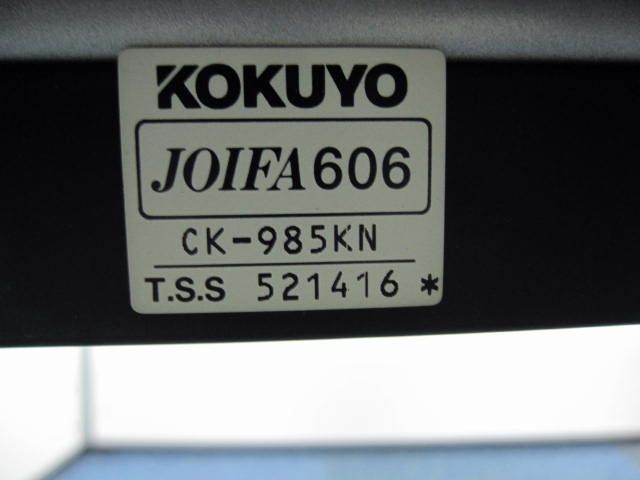 KOKUYO
JOIFA606
CK-985KN
T.S.S 521416 *